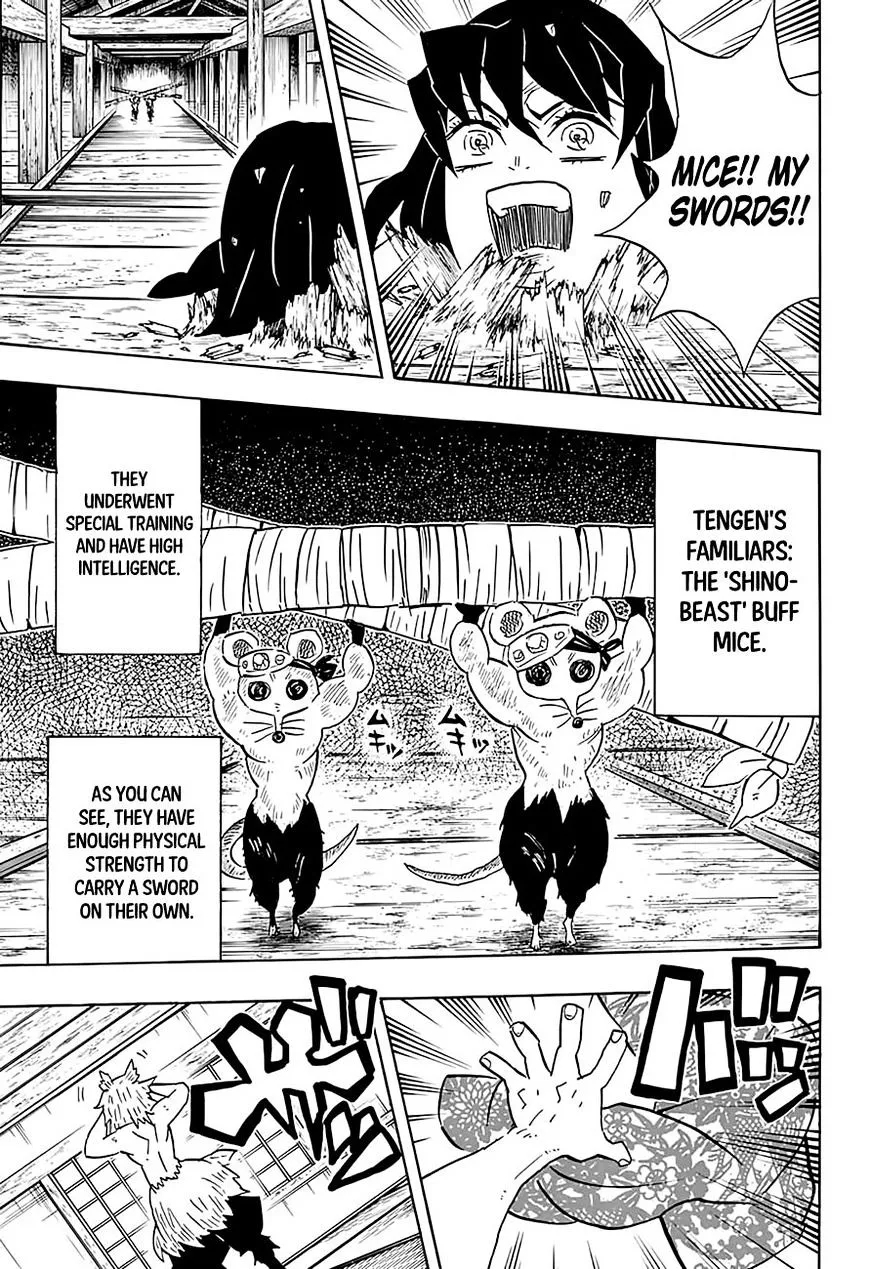 MICE!! MY
SWORDS!!
TENGEN'S
FAMILIARS:
THE 'SHINO-
BEAST' BUFF
MICE.
THEY
UNDERWENT
SPECIAL TRAINING
AND HAVE HIGH
INTELLIGENCE.
ムキッ
ムキッ
AS YOU CAN
SEE, THEY HAVE
ENOUGH PHYSICAL
STRENGTH TO
CARRY A SWORD
ON THEIR OWN.